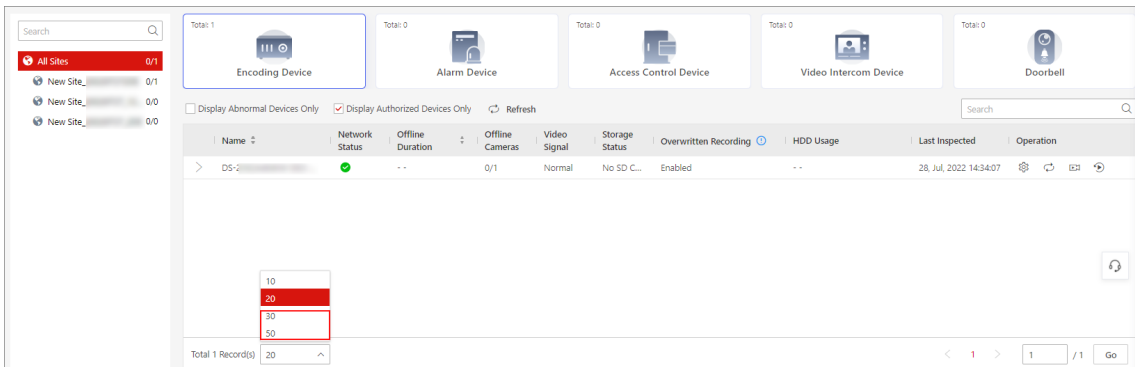 Search
All Sites 0/1
New Site_ 0/1
New Site_ 0/0
New Site_ 0/0
Total: 1
Encoding Device
Total: 0
Alarm Device
Total: 0
Access Control Device
Total: 0
Video Intercom Device
Total: 0
Doorbell
Display Abnormal Devices Only Display Authorized Devices Only Refresh Search
Name Network Status Offline Duration Offline Cameras Video Signal Storage Status Overwritten Recording HDD Usage Last Inspected Operation
DS-2 -- 0/1 Normal No SD C... Enabled -- 28, Jul, 2022 14:34:07
10
20
30
50
Total 1 Record(s) 20 < 1 > 1 / 1 Go